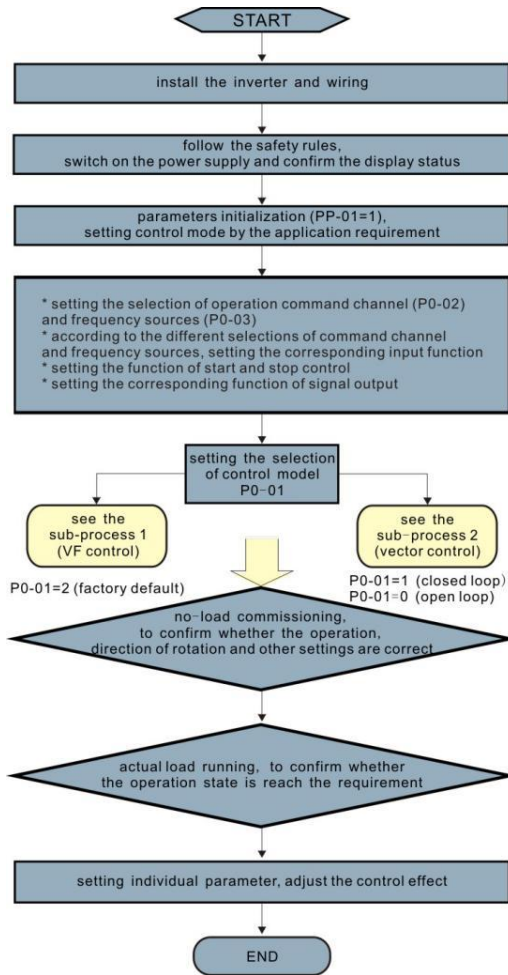 START
install the inverter and wiring
follow the safety rules,
switch on the power supply and confirm the display status
parameters initialization (PP-01=1),
setting control mode by the application requirement
* setting the selection of operation command channel (P0-02)
and frequency sources (P0-03)
* according to the different selections of command channel
and frequency sources, setting the corresponding input function
* setting the function of start and stop control
* setting the corresponding function of signal output
setting the selection
of control model
P0-01
see the
sub-process 1
(VF control)
P0-01=2 (factory default)
see the
sub-process 2
(vector control)
P0-01=1 (closed loop)
P0-01=0 (open loop)
no-load commissioning,
to confirm whether the operation,
direction of rotation and other settings are correct
actual load running, to confirm whether
the operation state is reach the requirement
setting individual parameter, adjust the control effect
END